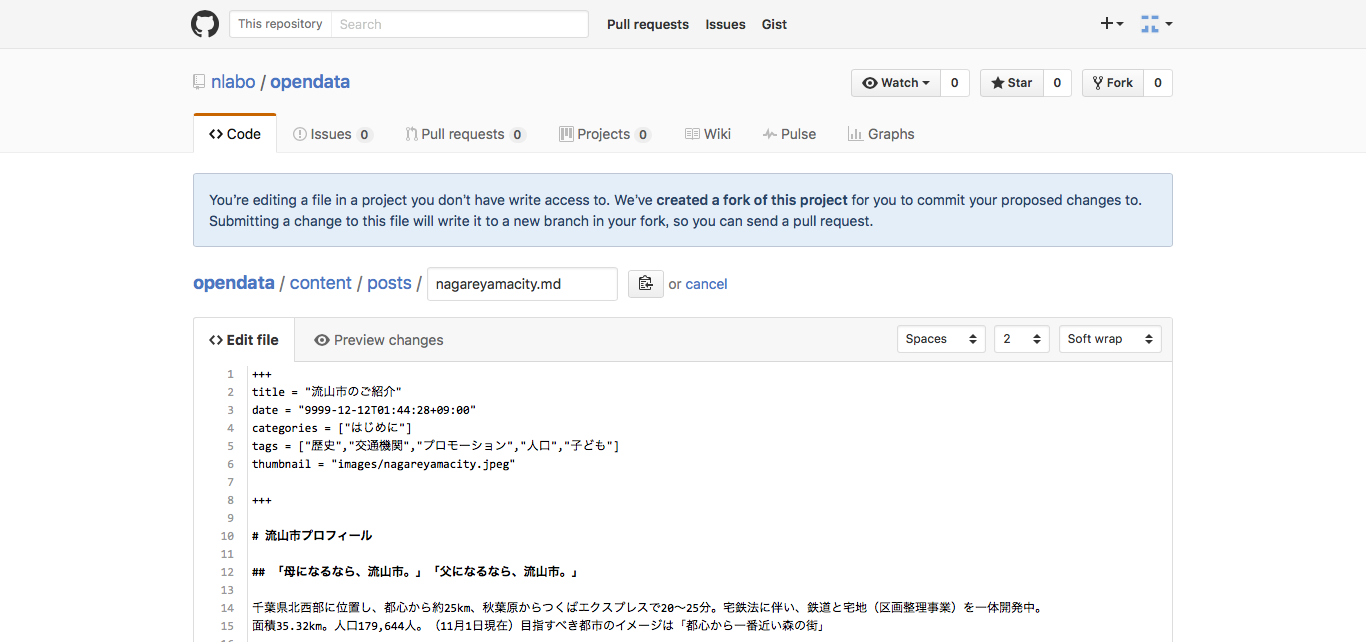 This repository Search Pull requests Issues Gist
nlabo / opendata Watch 0 Star 0 Fork 0
Code Issues 0 Pull requests 0 Projects 0 Wiki Pulse Graphs
You’re editing a file in a project you don’t have write access to. We’ve created a fork of this project for you to commit your proposed changes to.
Submitting a change to this file will write it to a new branch in your fork, so you can send a pull request.
opendata / content / posts / nagareyamacity.md or cancel
Edit file Preview changes Spaces 2 Soft wrap
1 +++
2 title = "流山市のご紹介"
3 date = "9999-12-12T01:44:28+09:00"
4 categories = ["はじめに"]
5 tags = ["歴史","交通機関","プロモーション","人口","子ども"]
6 thumbnail = "images/nagareyamacity.jpeg"
7
8 +++
9
10 # 流山市プロフィール
11
12 ## 「母になるなら、流山市。」「父になるなら、流山市。」
13
14 千葉県北西部に位置し、都心から約25km、秋葉原からつくばエクスプレスで20〜25分。宅鉄法に伴い、鉄道と宅地（区画整理事業）を一体開発中。
15 面積35.32km。人口179,644人。（11月1日現在）目指すべき都市のイメージは「都心から一番近い森の街」